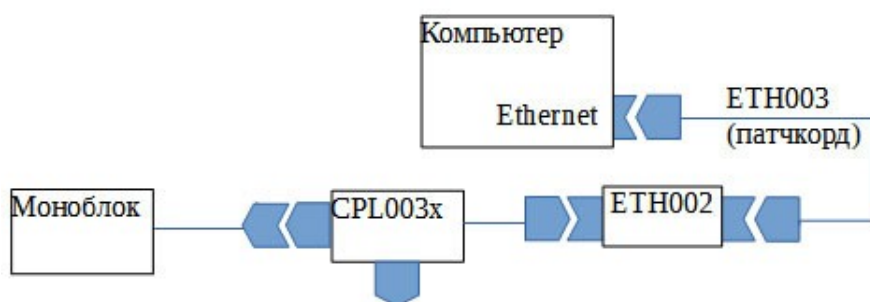 Компьютер
Ethernet
ETH003
(патчкорд)
Моноблок
CPL003x
ETH002